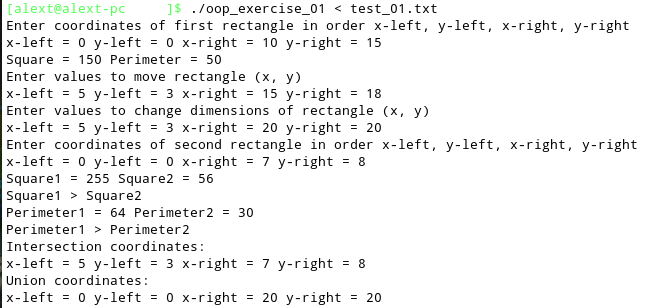 [alext@alext-pc     ]$ ./oop_exercise_01 < test_01.txt
Enter coordinates of first rectangle in order x-left, y-left, x-right, y-right
x-left = 0 y-left = 0 x-right = 10 y-right = 15
Square = 150 Perimeter = 50
Enter values to move rectangle (x, y)
x-left = 5 y-left = 3 x-right = 15 y-right = 18
Enter values to change dimensions of rectangle (x, y)
x-left = 5 y-left = 3 x-right = 20 y-right = 20
Enter coordinates of second rectangle in order x-left, y-left, x-right, y-right
x-left = 0 y-left = 0 x-right = 7 y-right = 8
Square1 = 255 Square2 = 56
Square1 > Square2
Perimeter1 = 64 Perimeter2 = 30
Perimeter1 > Perimeter2
Intersection coordinates:
x-left = 5 y-left = 3 x-right = 7 y-right = 8
Union coordinates:
x-left = 0 y-left = 0 x-right = 20 y-right = 20